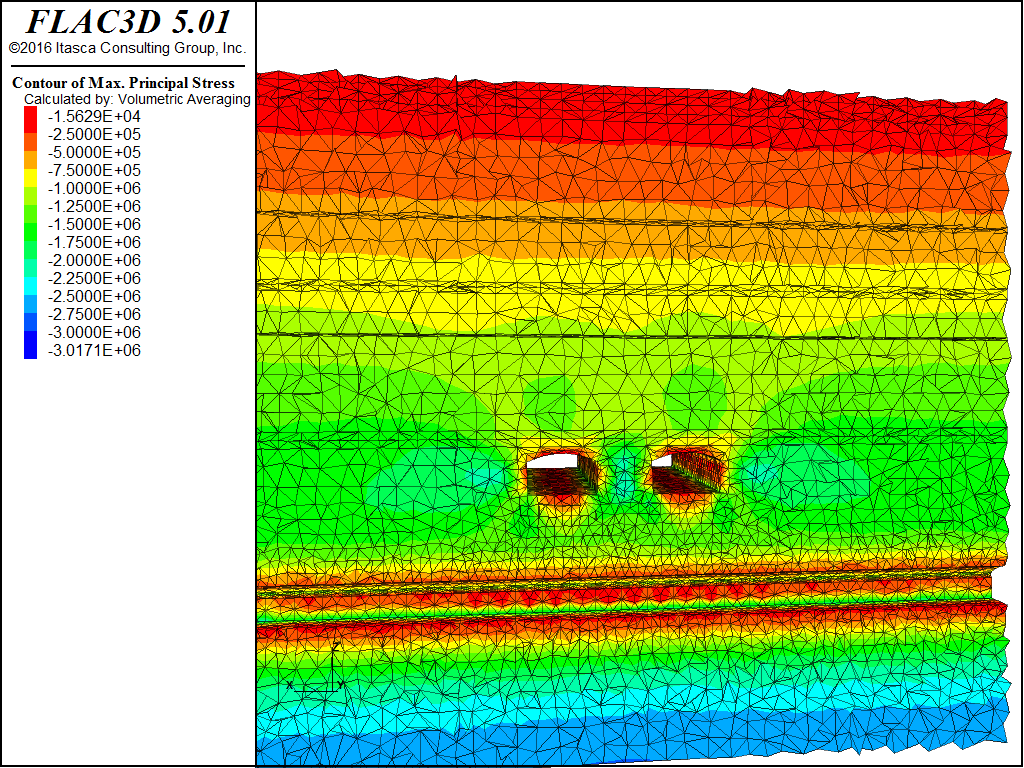 FLAC3D 5.01
©2016 Itasca Consulting Group, Inc.
Contour of Max. Principal Stress
Calculated by: Volumetric Averaging
-1.5629E+04
-2.5000E+05
-5.0000E+05
-7.5000E+05
-1.0000E+06
-1.2500E+06
-1.5000E+06
-1.7500E+06
-2.0000E+06
-2.2500E+06
-2.5000E+06
-2.7500E+06
-3.0000E+06
-3.0171E+06
Z
X Y